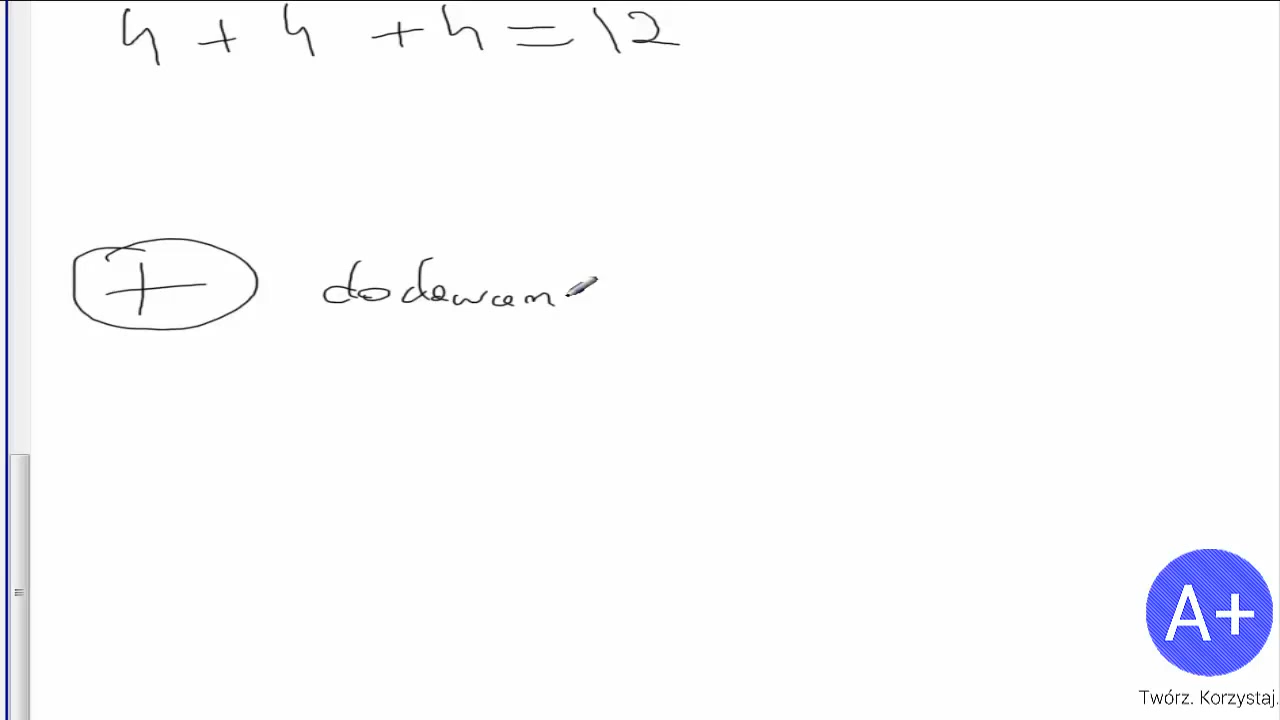 4 + 4 + 4 = 12
+ dodawan
A+
Twórz. Korzystaj.